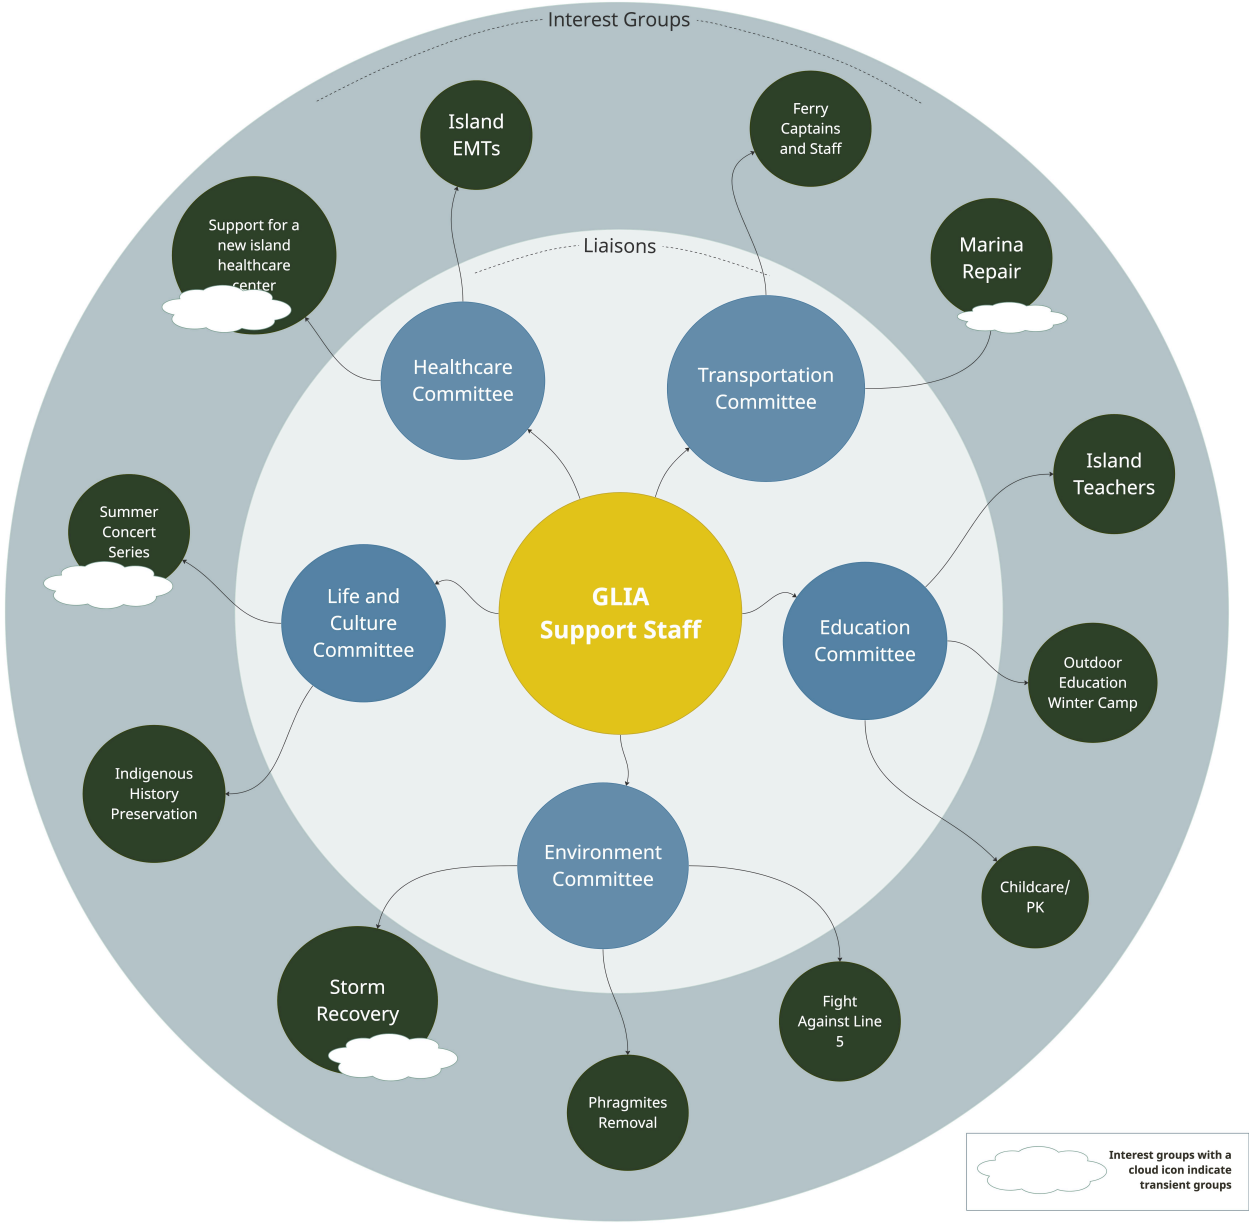 Interest Groups
Island
EMTs
Ferry
Captains
and Staff
Support for a
new island
healthcare
center
Marina
Repair
Liaisons
Healthcare
Committee
Transportation
Committee
Island
Teachers
Summer
Concert
Series
Life and
Culture
Committee
GLIA
Support Staff
Education
Committee
Outdoor
Education
Winter Camp
Indigenous
History
Preservation
Environment
Committee
Childcare/
PK
Storm
Recovery
Fight
Against Line
5
Phragmites
Removal
Interest groups with a
cloud icon indicate
transient groups